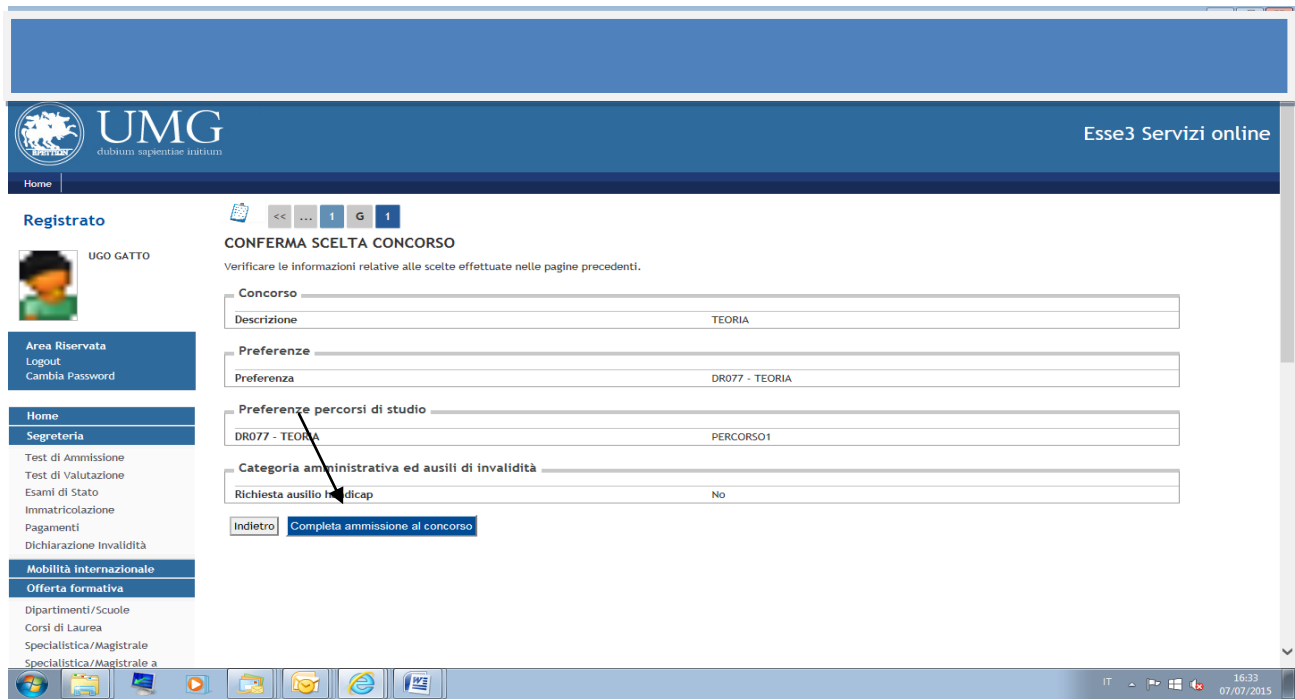 UMG
dubium sapientiae initium
Esse3 Servizi online
Home
Registrato
UGO GATTO
Area Riservata
Logout
Cambia Password
Home
Segreteria
Test di Ammissione
Test di Valutazione
Esami di Stato
Immatricolazione
Pagamenti
Dichiarazione Invalidità
Mobilità internazionale
Offerta formativa
Dipartimenti/Scuole
Corsi di Laurea
Specialistica/Magistrale
Specialistica/Magistrale a
<< ... 1 G 1
CONFERMA SCELTA CONCORSO
Verificare le informazioni relative alle scelte effettuate nelle pagine precedenti.
Concorso
Descrizione TEORIA
Preferenze
Preferenza DR077 - TEORIA
Preferenze percorsi di studio
DR077 - TEORIA PERCORSO1
Categoria amministrativa ed ausili di invalidità
Richiesta ausilio handicap No
Indietro Completa ammissione al concorso
IT
16:33
07/07/2015